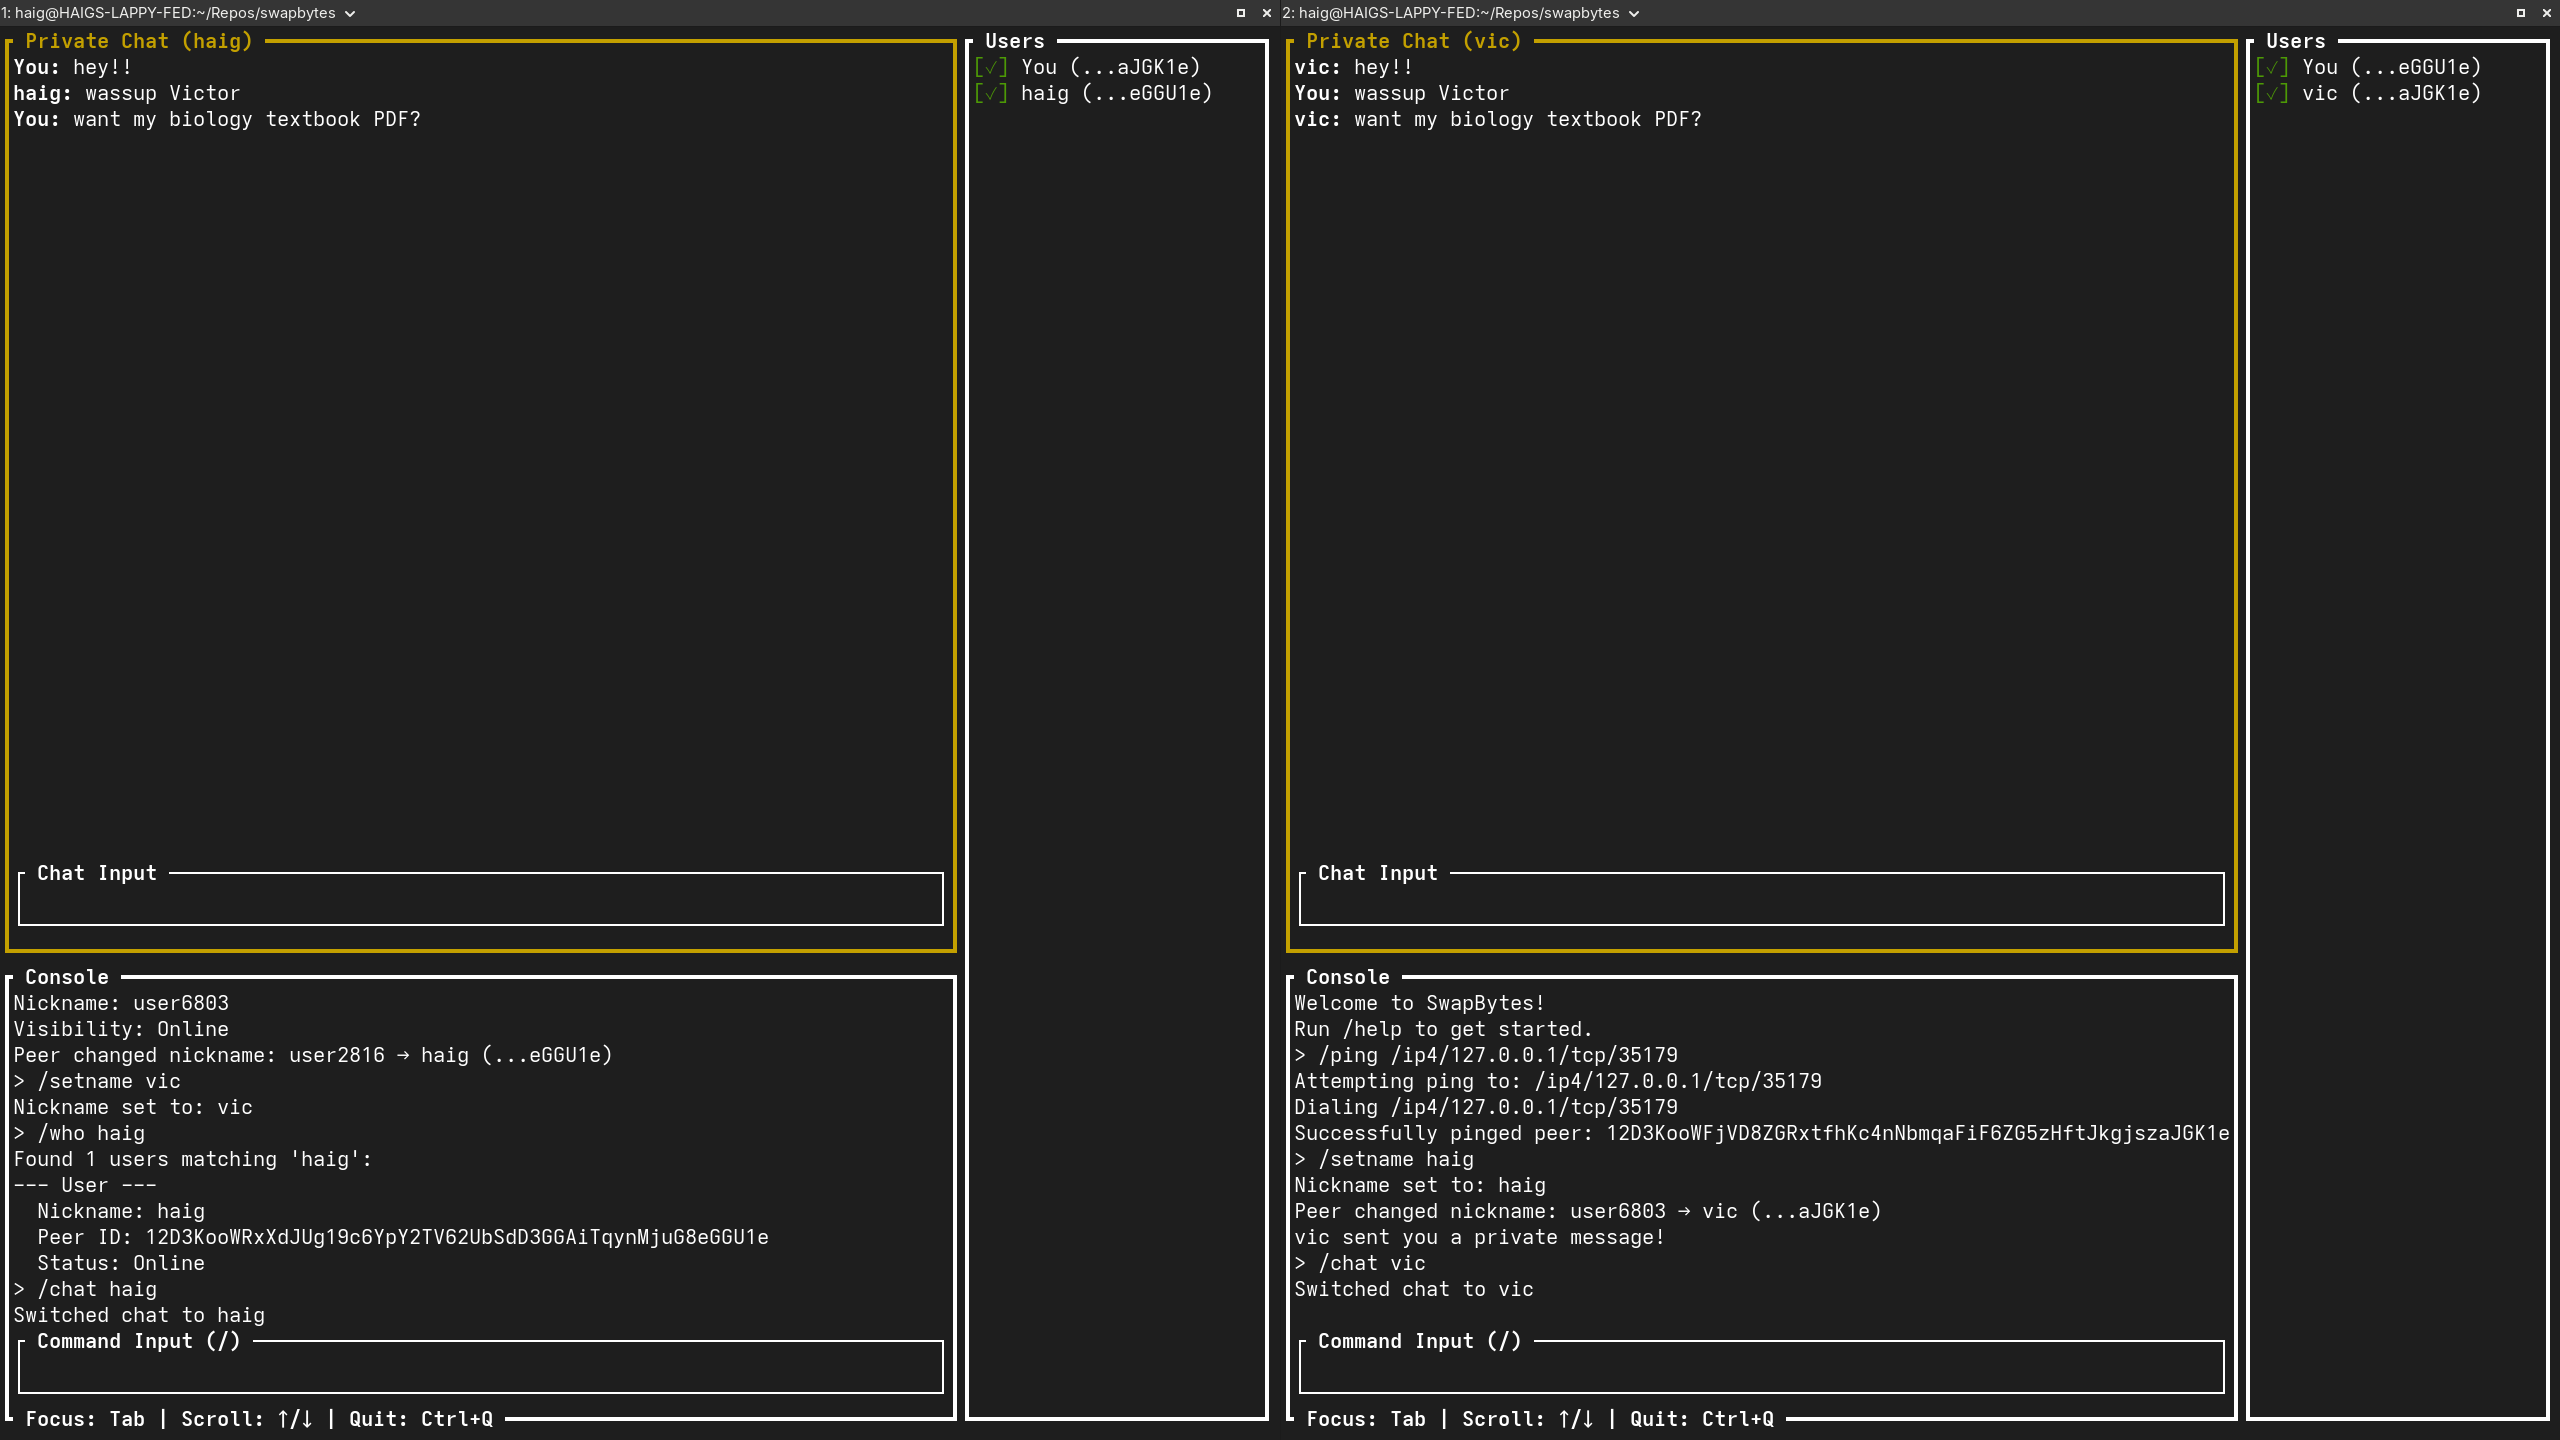 1: haig@HAIGS-LAPPY-FED:~/Repos/swapbytes
Private Chat (haig)
You: hey!!
haig: wassup Victor
You: want my biology textbook PDF?
Chat Input
Users
[✓] You (...aJGK1e)
[✓] haig (...eGGU1e)
Console
Nickname: user6803
Visibility: Online
Peer changed nickname: user2816 → haig (...eGGU1e)
> /setname vic
Nickname set to: vic
> /who haig
Found 1 users matching 'haig':
--- User ---
Nickname: haig
Peer ID: 12D3KooWRxXdJUg19c6YpY2TV62UbSdD3GGAiTqynMjuG8eGGU1e
Status: Online
> /chat haig
Switched chat to haig
Command Input (/)
Focus: Tab | Scroll: ↑/↓ | Quit: Ctrl+Q
2: haig@HAIGS-LAPPY-FED:~/Repos/swapbytes
Private Chat (vic)
vic: hey!!
You: wassup Victor
vic: want my biology textbook PDF?
Chat Input
Users
[✓] You (...eGGU1e)
[✓] vic (...aJGK1e)
Console
Welcome to SwapBytes!
Run /help to get started.
> /ping /ip4/127.0.0.1/tcp/35179
Attempting ping to: /ip4/127.0.0.1/tcp/35179
Dialing /ip4/127.0.0.1/tcp/35179
Successfully pinged peer: 12D3KooWFjVD8ZGRxtfhKc4nNbmqaFiF6ZG5zHftJkgjszaJGK1e
> /setname haig
Nickname set to: haig
Peer changed nickname: user6803 → vic (...aJGK1e)
vic sent you a private message!
> /chat vic
Switched chat to vic
Command Input (/)
Focus: Tab | Scroll: ↑/↓ | Quit: Ctrl+Q